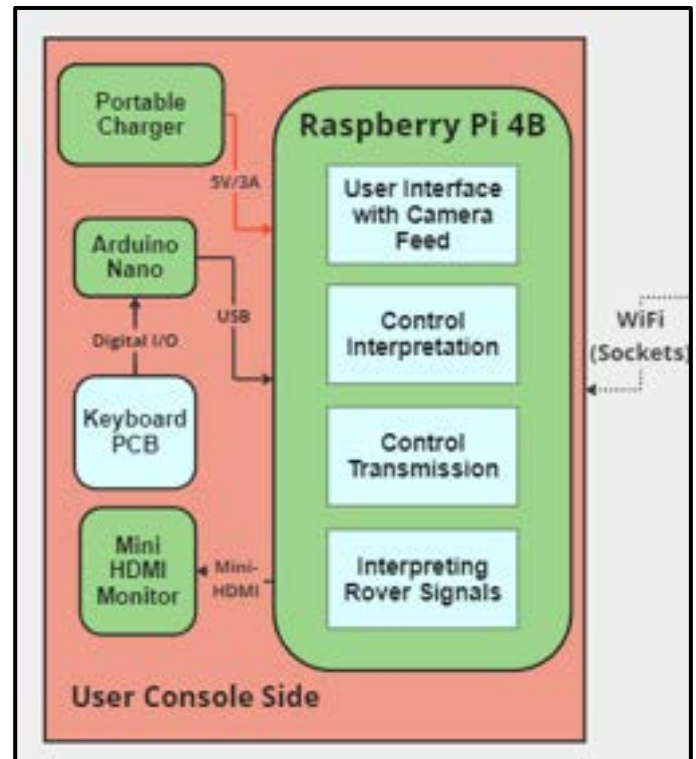 Portable
Charger
5V/3A
Arduino
Nano
USB
Digital I/O
Keyboard
PCB
Mini
HDMI
Monitor
Mini-
HDMI
Raspberry Pi 4B
User Interface
with Camera
Feed
Control
Interpretation
Control
Transmission
Interpreting
Rover Signals
WiFi
(Sockets)
User Console Side